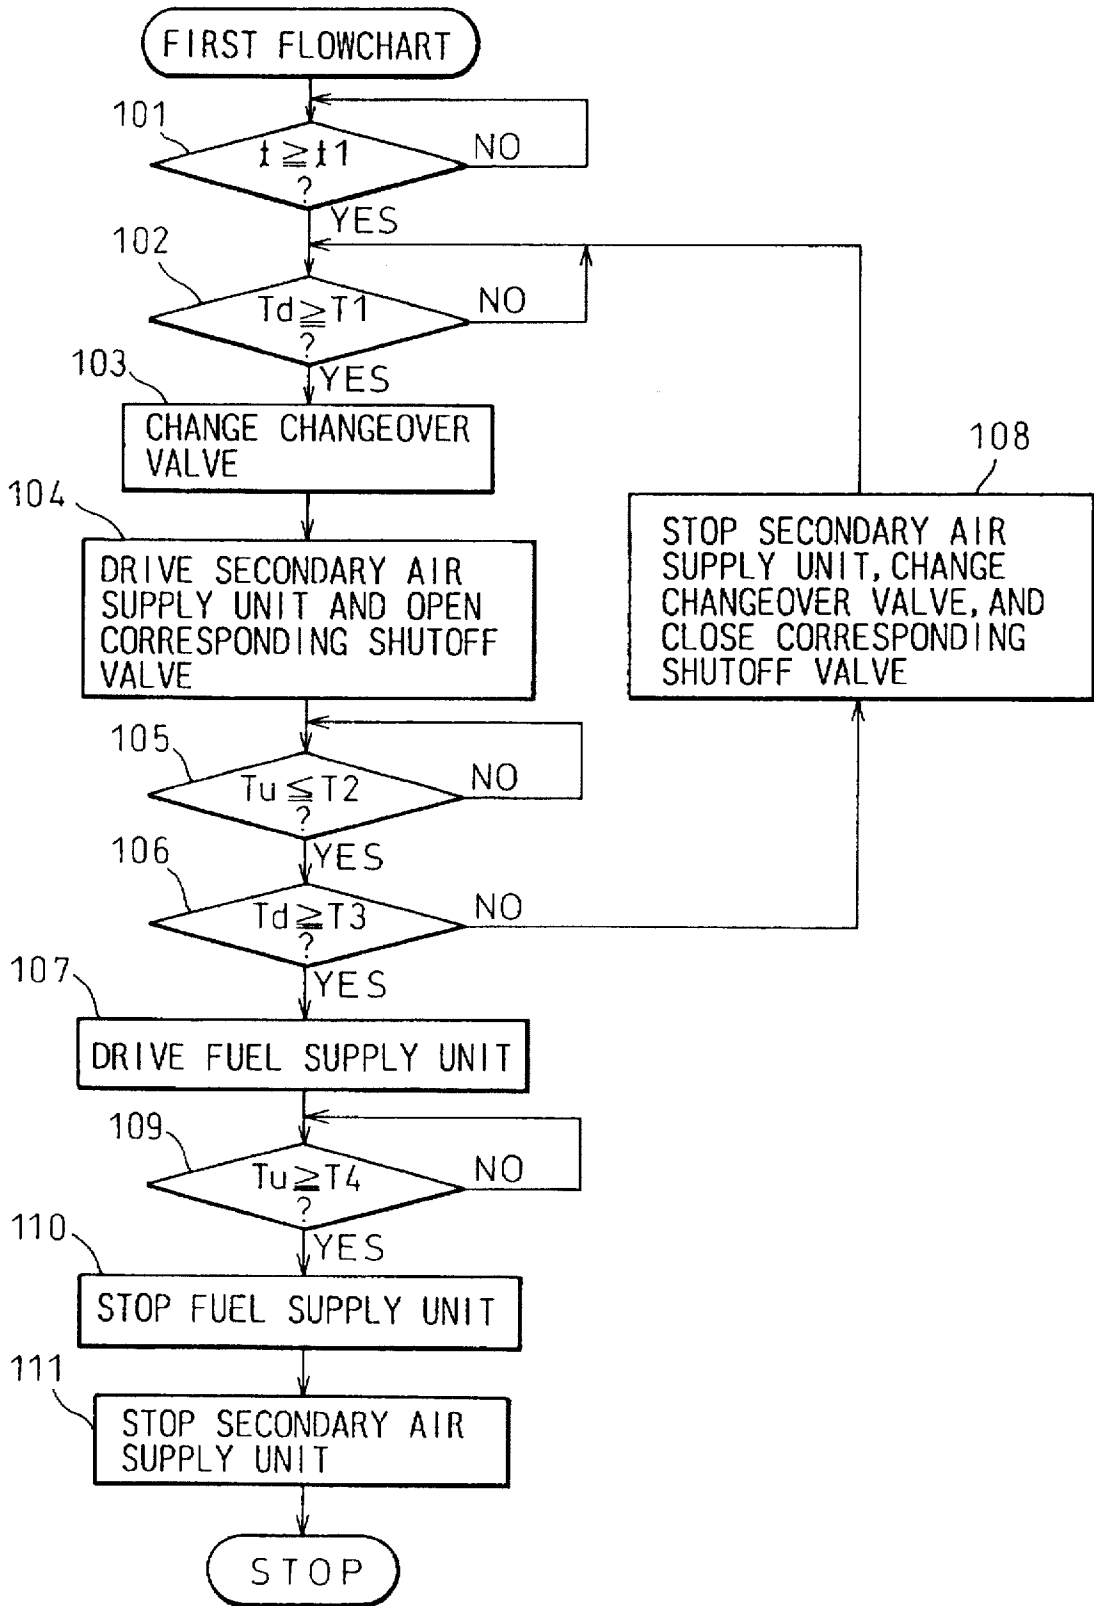 FIRST FLOWCHART
101
t ≧ t1
?
NO
YES
102
Td ≧ T1
?
NO
YES
103
CHANGE CHANGEOVER
VALVE
104
DRIVE SECONDARY AIR
SUPPLY UNIT AND OPEN
CORRESPONDING SHUTOFF
VALVE
108
STOP SECONDARY AIR
SUPPLY UNIT, CHANGE
CHANGEOVER VALVE, AND
CLOSE CORRESPONDING
SHUTOFF VALVE
105
Tu ≦ T2
?
NO
YES
106
Td ≧ T3
?
NO
YES
107
DRIVE FUEL SUPPLY UNIT
109
Tu ≧ T4
?
NO
YES
110
STOP FUEL SUPPLY UNIT
111
STOP SECONDARY AIR
SUPPLY UNIT
STOP